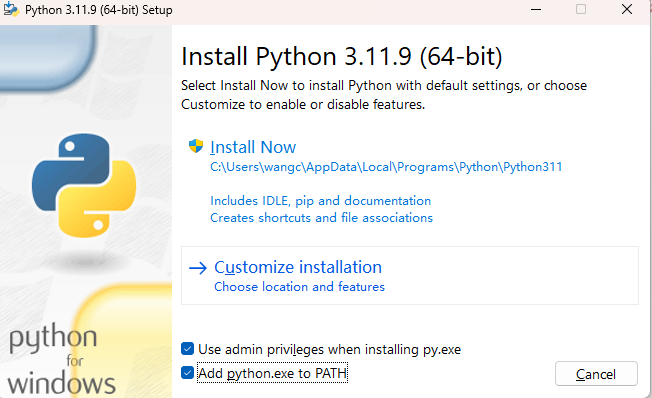 Python 3.11.9 (64-bit) Setup
Install Python 3.11.9 (64-bit)
Select Install Now to install Python with default settings, or choose
Customize to enable or disable features.
Install Now
C:\Users\wangc\AppData\Local\Programs\Python\Python311
Includes IDLE, pip and documentation
Creates shortcuts and file associations
Customize installation
Choose location and features
python
for
windows
Use admin privileges when installing py.exe
Add python.exe to PATH
Cancel